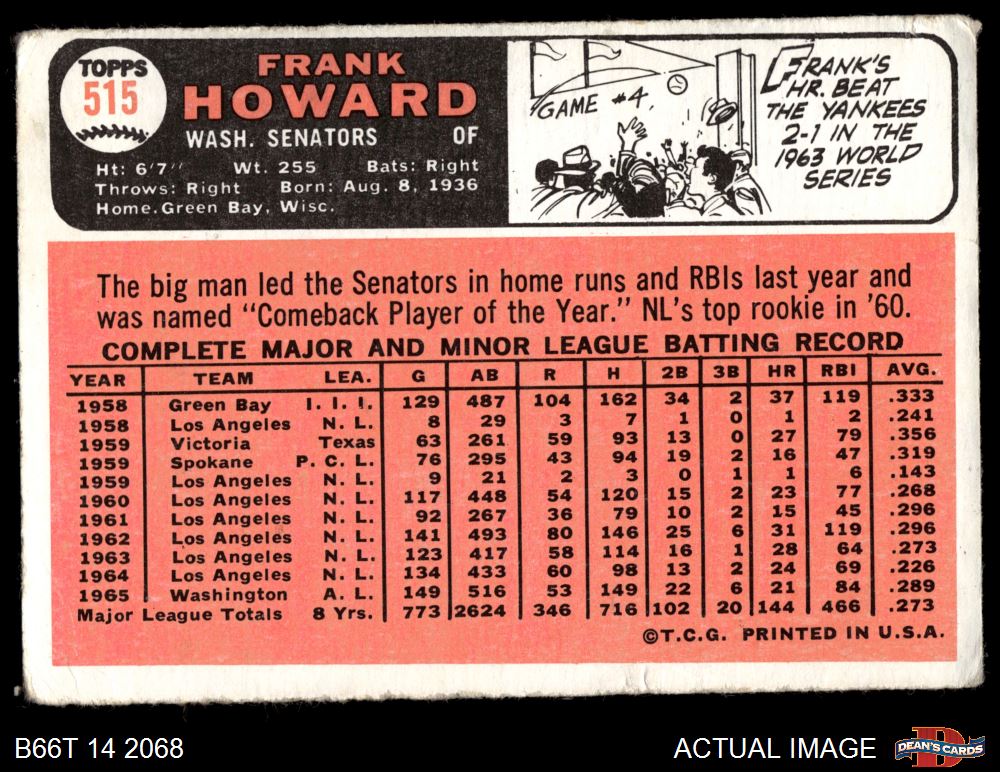 TOPPS
515
FRANK
HOWARD
WASH. SENATORS OF
Ht: 6'7" Wt. 255 Bats: Right
Throws: Right Born: Aug. 8, 1936
Home. Green Bay, Wisc.
GAME #4,
FRANK'S
HR. BEAT
THE YANKEES
2-1 IN THE
1963 WORLD
SERIES
The big man led the Senators in home runs and RBIs last year and
was named “Comeback Player of the Year.” NL's top rookie in '60.
COMPLETE MAJOR AND MINOR LEAGUE BATTING RECORD
YEAR TEAM LEA. G AB R H 2B 3B HR RBI AVG.
1958 Green Bay I. I. I. 129 487 104 162 34 2 37 119 .333
1958 Los Angeles N. L. 8 29 3 7 1 0 1 2 .241
1959 Victoria Texas 63 261 59 93 13 0 27 79 .356
1959 Spokane P. C. L. 76 295 43 94 19 2 16 47 .319
1959 Los Angeles N. L. 9 21 2 3 0 1 1 6 .143
1960 Los Angeles N. L. 117 448 54 120 15 2 23 77 .268
1961 Los Angeles N. L. 92 267 36 79 10 2 15 45 .296
1962 Los Angeles N. L. 141 493 80 146 25 6 31 119 .296
1963 Los Angeles N. L. 123 417 58 114 16 1 28 64 .273
1964 Los Angeles N. L. 134 433 60 98 13 2 24 69 .226
1965 Washington A. L. 149 516 53 149 22 6 21 84 .289
Major League Totals 8 Yrs. 773 2624 346 716 102 20 144 466 .273
©T.C.G. PRINTED IN U.S.A.
B66T 14 2068
ACTUAL IMAGE
DEAN'S CARDS